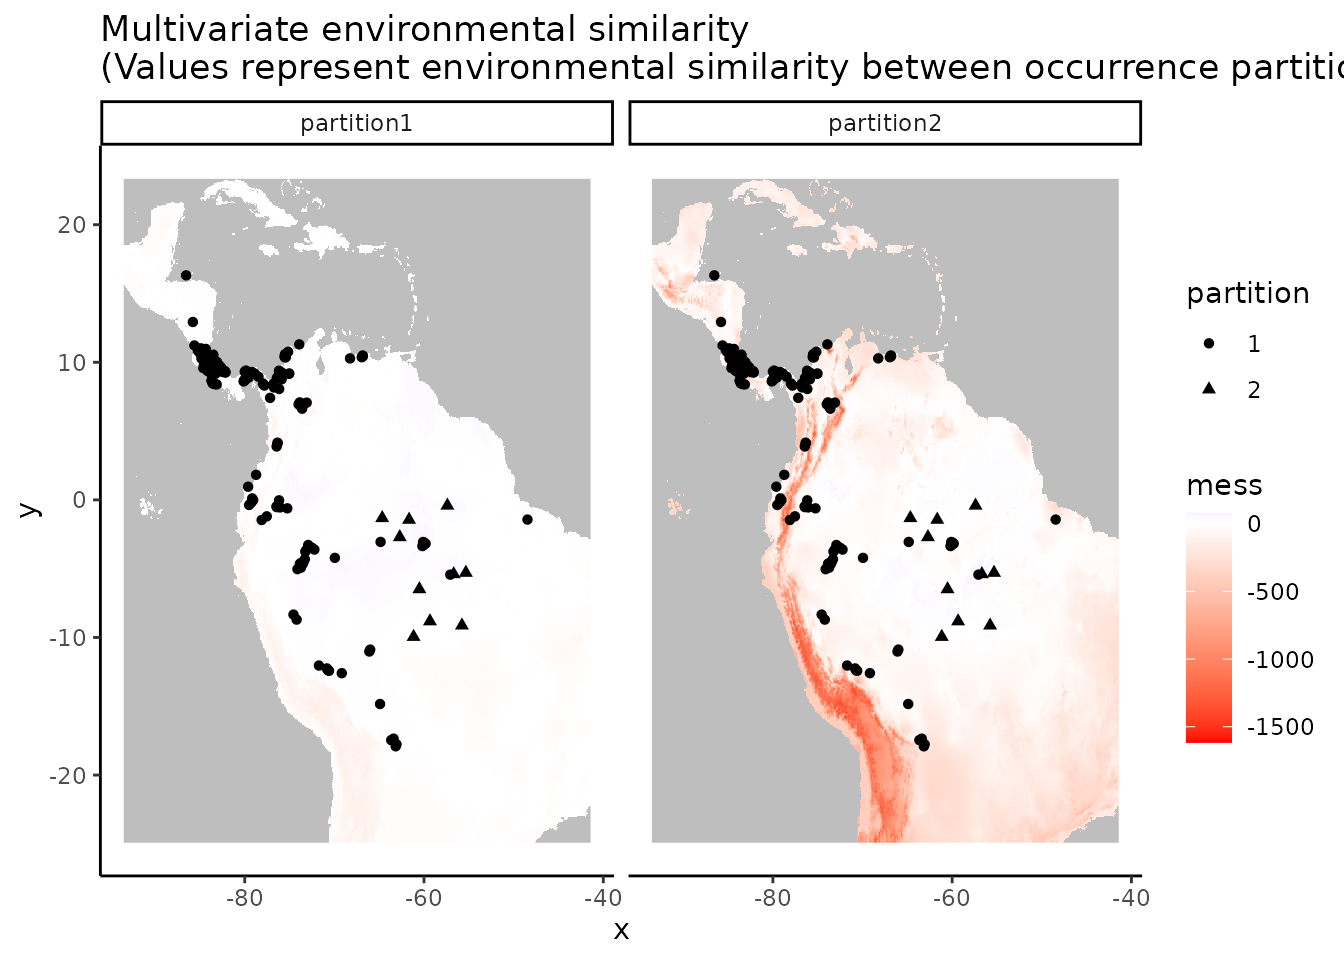 Multivariate environmental similarity
(Values represent environmental similarity between occurrence
partition1
partition2
20
10
0
-10
-20
y
-80
-60
-40
-80
-60
-40
x
partition
1
2
mess
0
-500
-1000
-1500